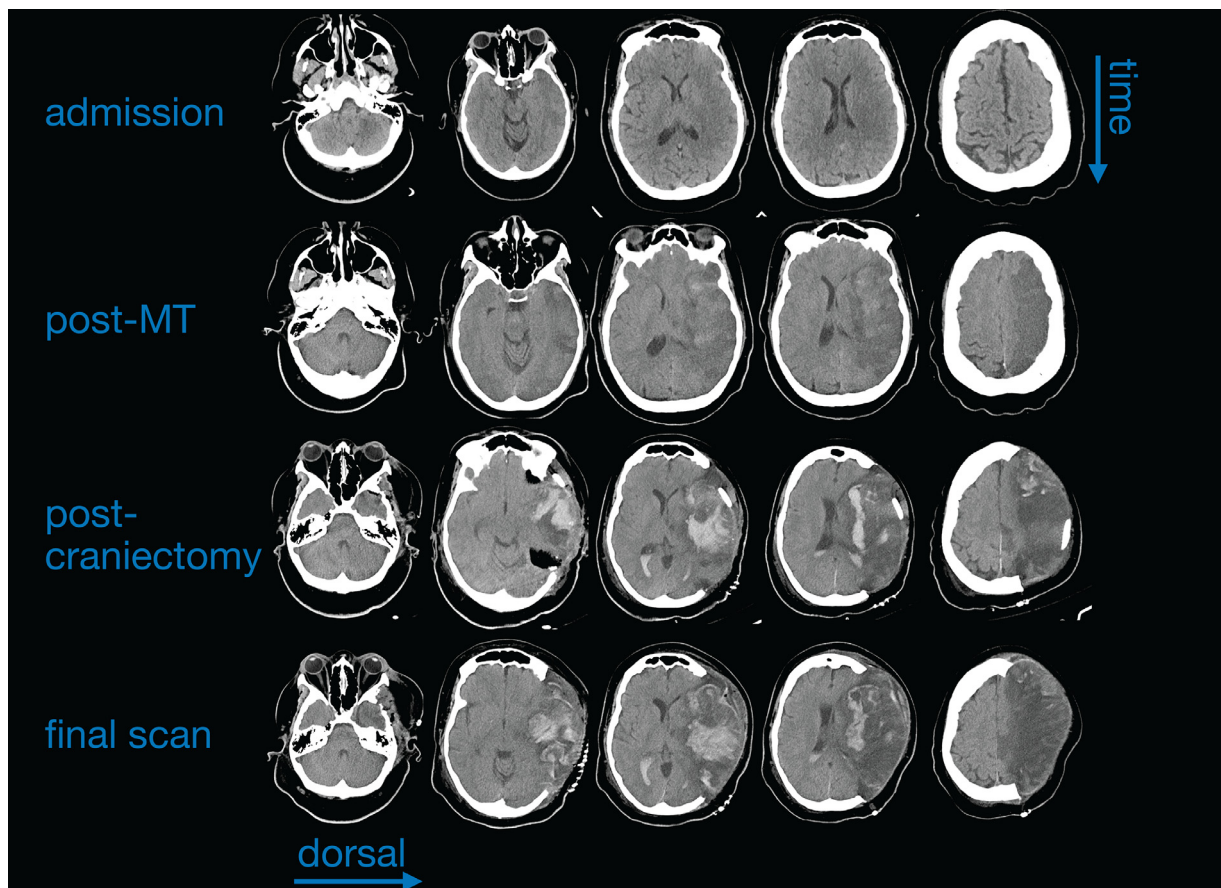 admission
time
post-MT
post-
craniectomy
final scan
dorsal